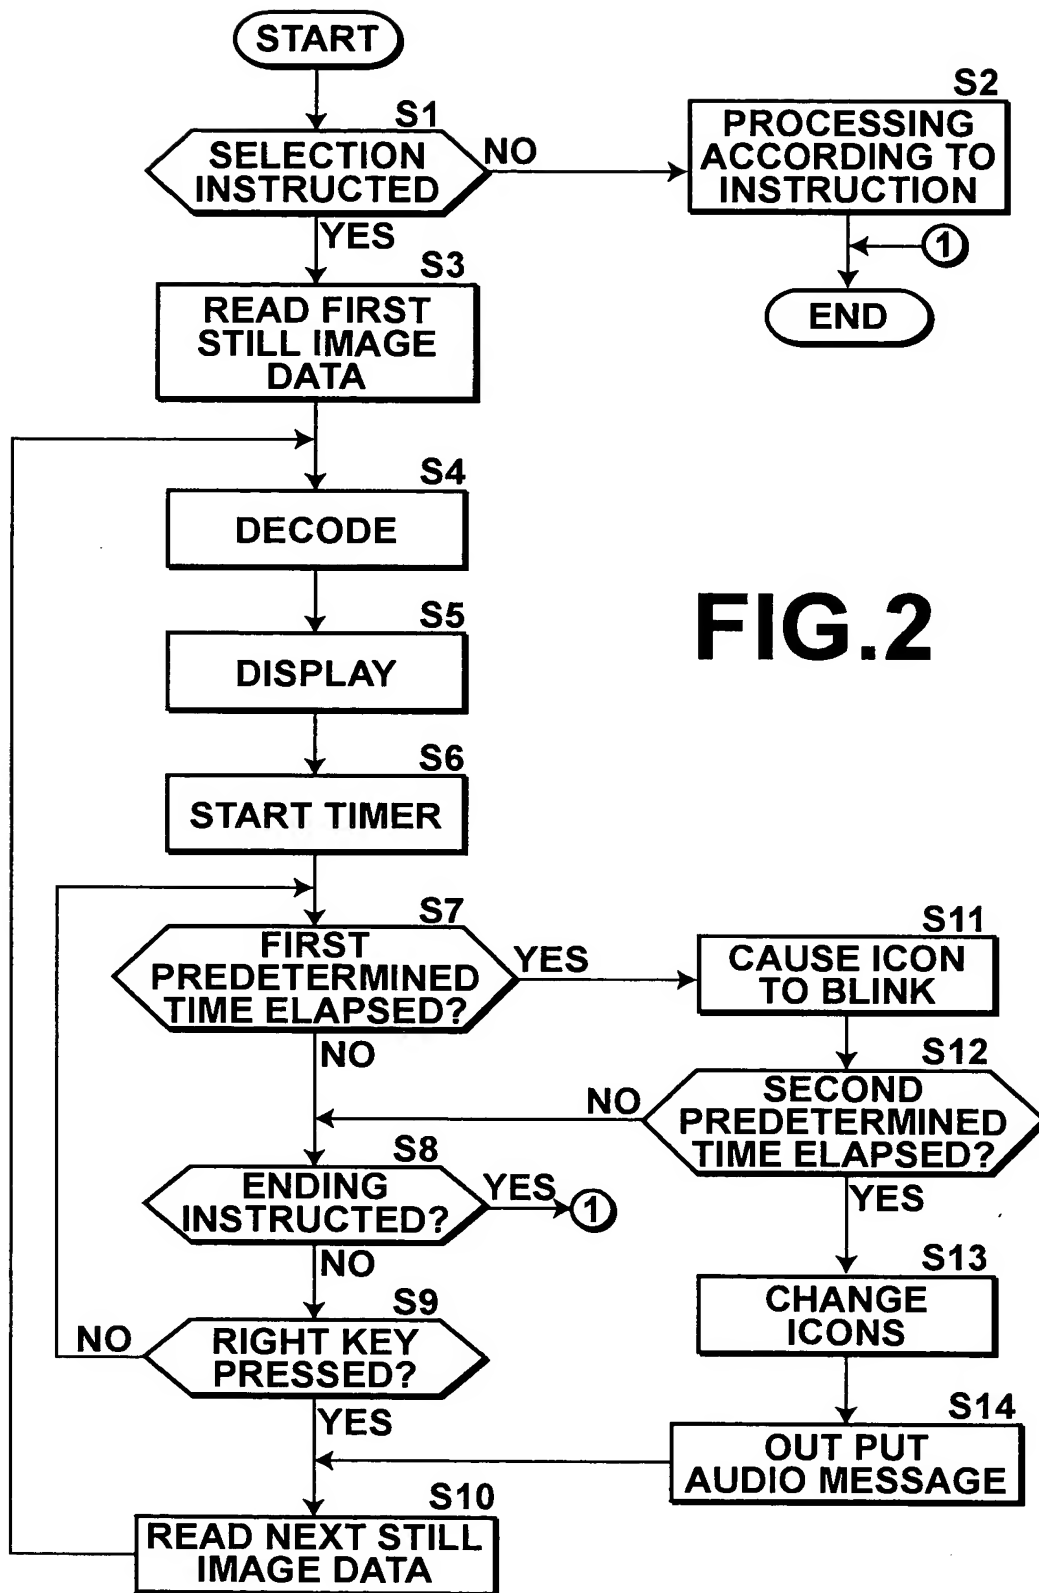 START
S1
SELECTION
INSTRUCTED
NO
YES
S2
PROCESSING
ACCORDING TO
INSTRUCTION
1
END
S3
READ FIRST
STILL IMAGE
DATA
S4
DECODE
S5
DISPLAY
FIG.2
S6
START TIMER
S7
FIRST
PREDETERMINED
TIME ELAPSED?
YES
NO
S11
CAUSE ICON
TO BLINK
S12
SECOND
PREDETERMINED
TIME ELAPSED?
NO
YES
S8
ENDING
INSTRUCTED?
YES
1
NO
S13
CHANGE
ICONS
S9
RIGHT KEY
PRESSED?
NO
YES
S14
OUT PUT
AUDIO MESSAGE
S10
READ NEXT STILL
IMAGE DATA